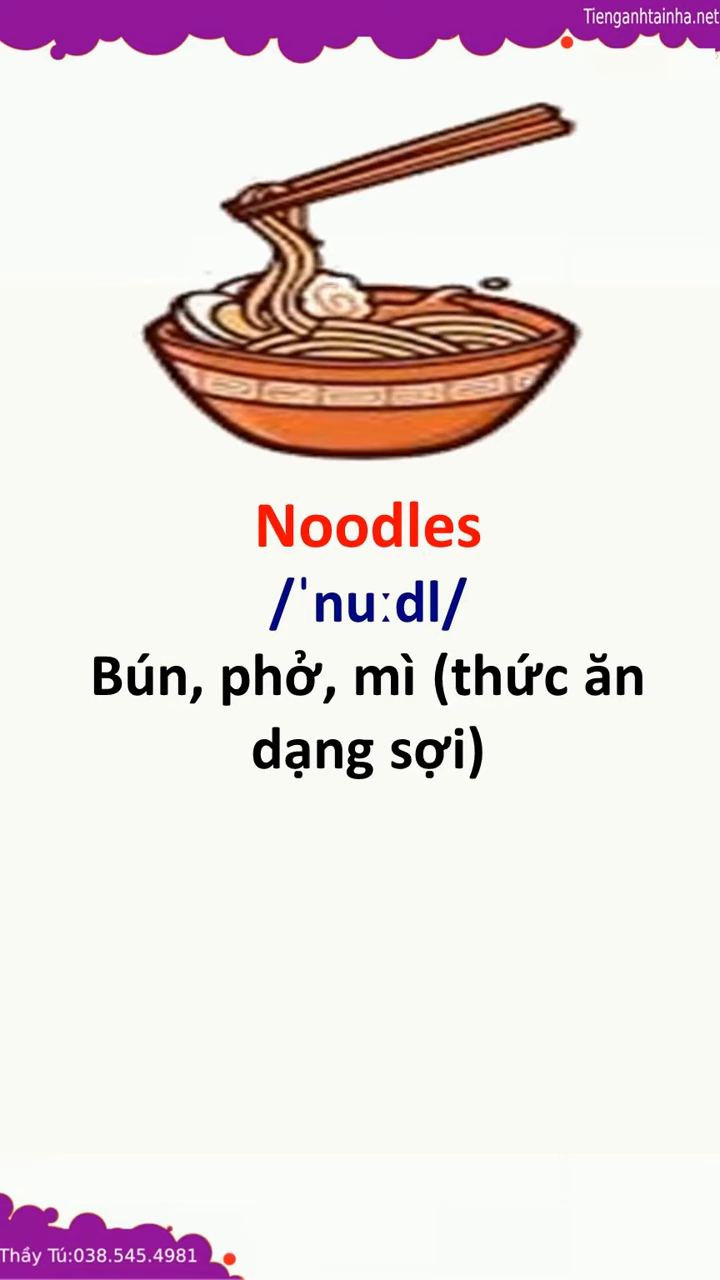 Tienganhtainha.net
Noodles
/ˈnuːdl/
Bún, phở, mì (thức ăn
dạng sợi)
Thầy Tú:038.545.4981